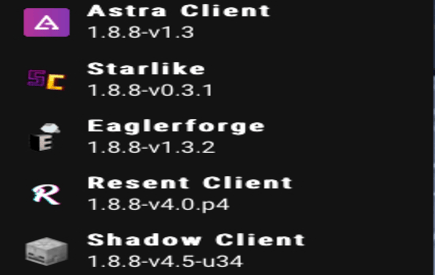 Astra Client
1.8.8-v1.3
SC
Starlike
1.8.8-v0.3.1
E
Eaglerforge
1.8.8-v1.3.2
R
Resent Client
1.8.8-v4.0.p4
Shadow Client
1.8.8-v4.5-u34